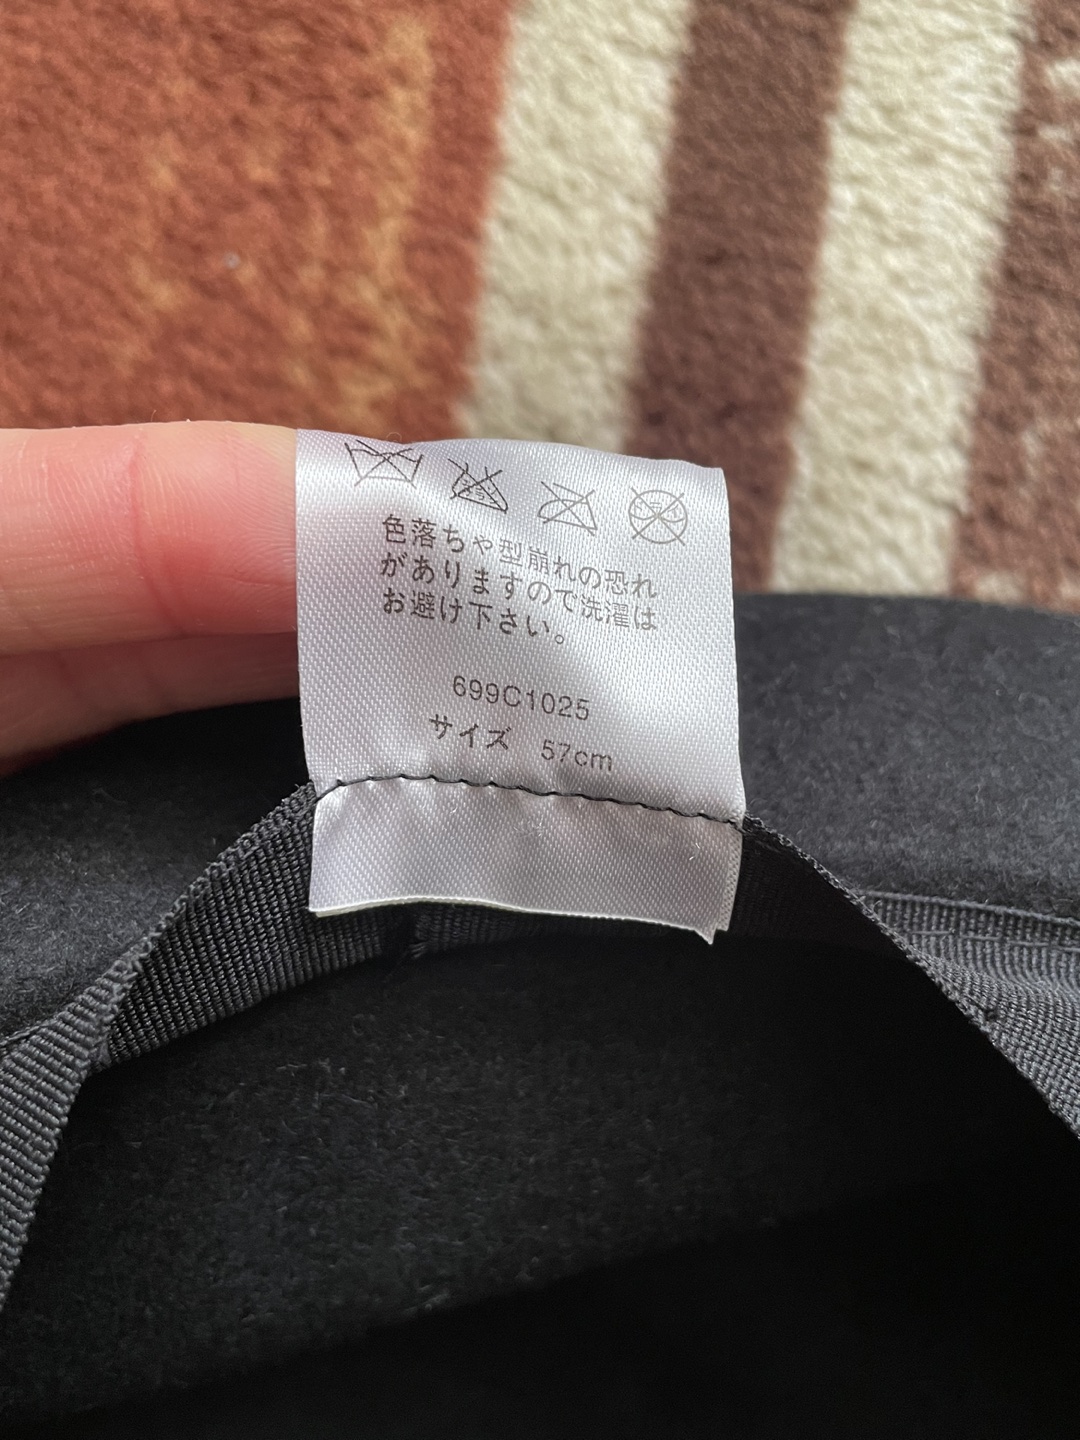 色落ちや型崩れの恐れ
がありますので洗濯は
お避け下さい。
699C1025
サイズ 57cm